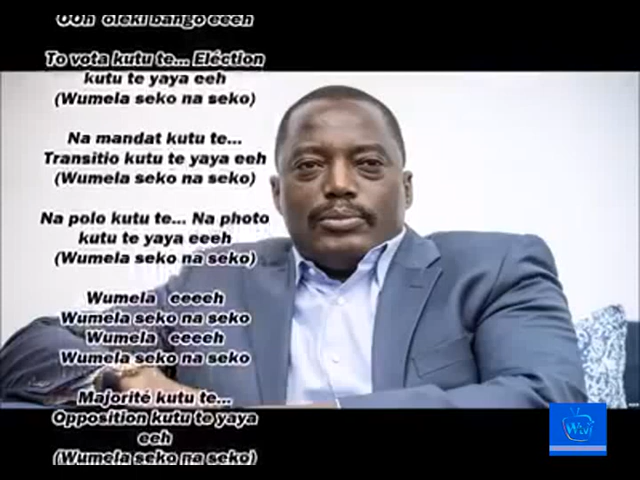 OOh oleki bango eeeh
To vota kutu te... Eléction
kutu te yaya eeh
(Wumela seko na seko)
Na mandat kutu te...
Transitio kutu te yaya eeh
(Wumela seko na seko)
Na polo kutu te... Na photo
kutu te yaya eeeh
(Wumela seko na seko)
Wumela eeeeh
Wumela seko na seko
Wumela eeeeh
Wumela seko na seko
Majorité kutu te...
Opposition kutu te yaya
eeh
(Wumela seko na seko)